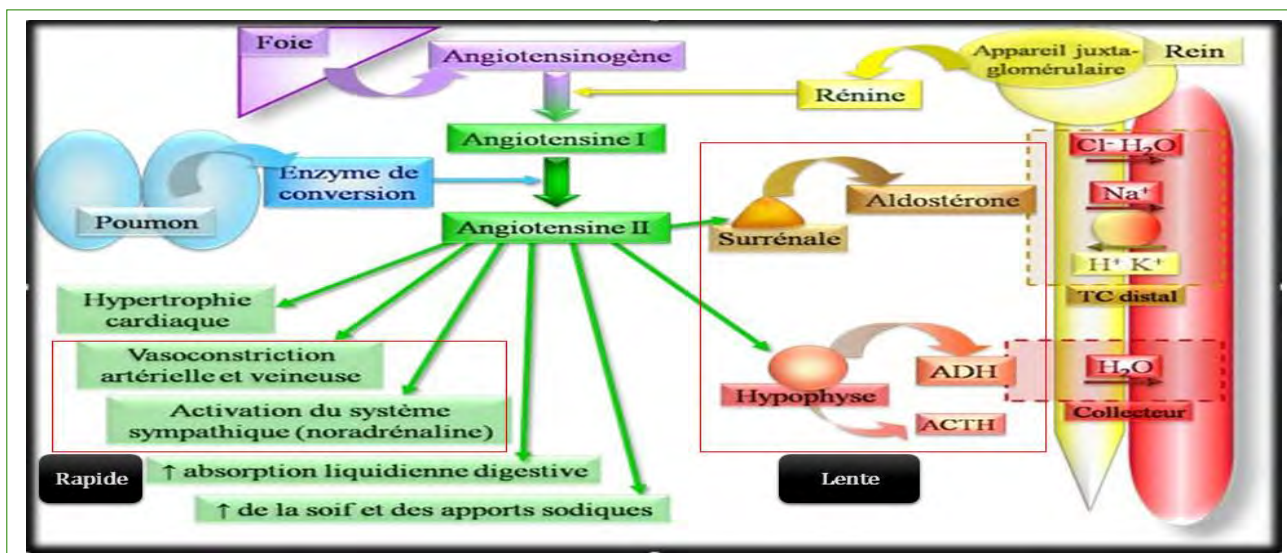 Foie
Angiotensinogène
Appareil juxta-
glomérulaire
Rein
Rénine
Angiotensine I
Enzyme de
conversion
Poumon
Angiotensine II
Surrénale
Aldostérone
Cl- H₂O
Na⁺
H⁺ K⁺
TC distal
Hypertrophie
cardiaque
Vasoconstriction
artérielle et veineuse
Activation du système
sympathique (noradrénaline)
Hypophyse
ADH
ACTH
H₂O
Collecteur
Rapide
↑ absorption liquidienne digestive
↑ de la soif et des apports sodiques
Lente